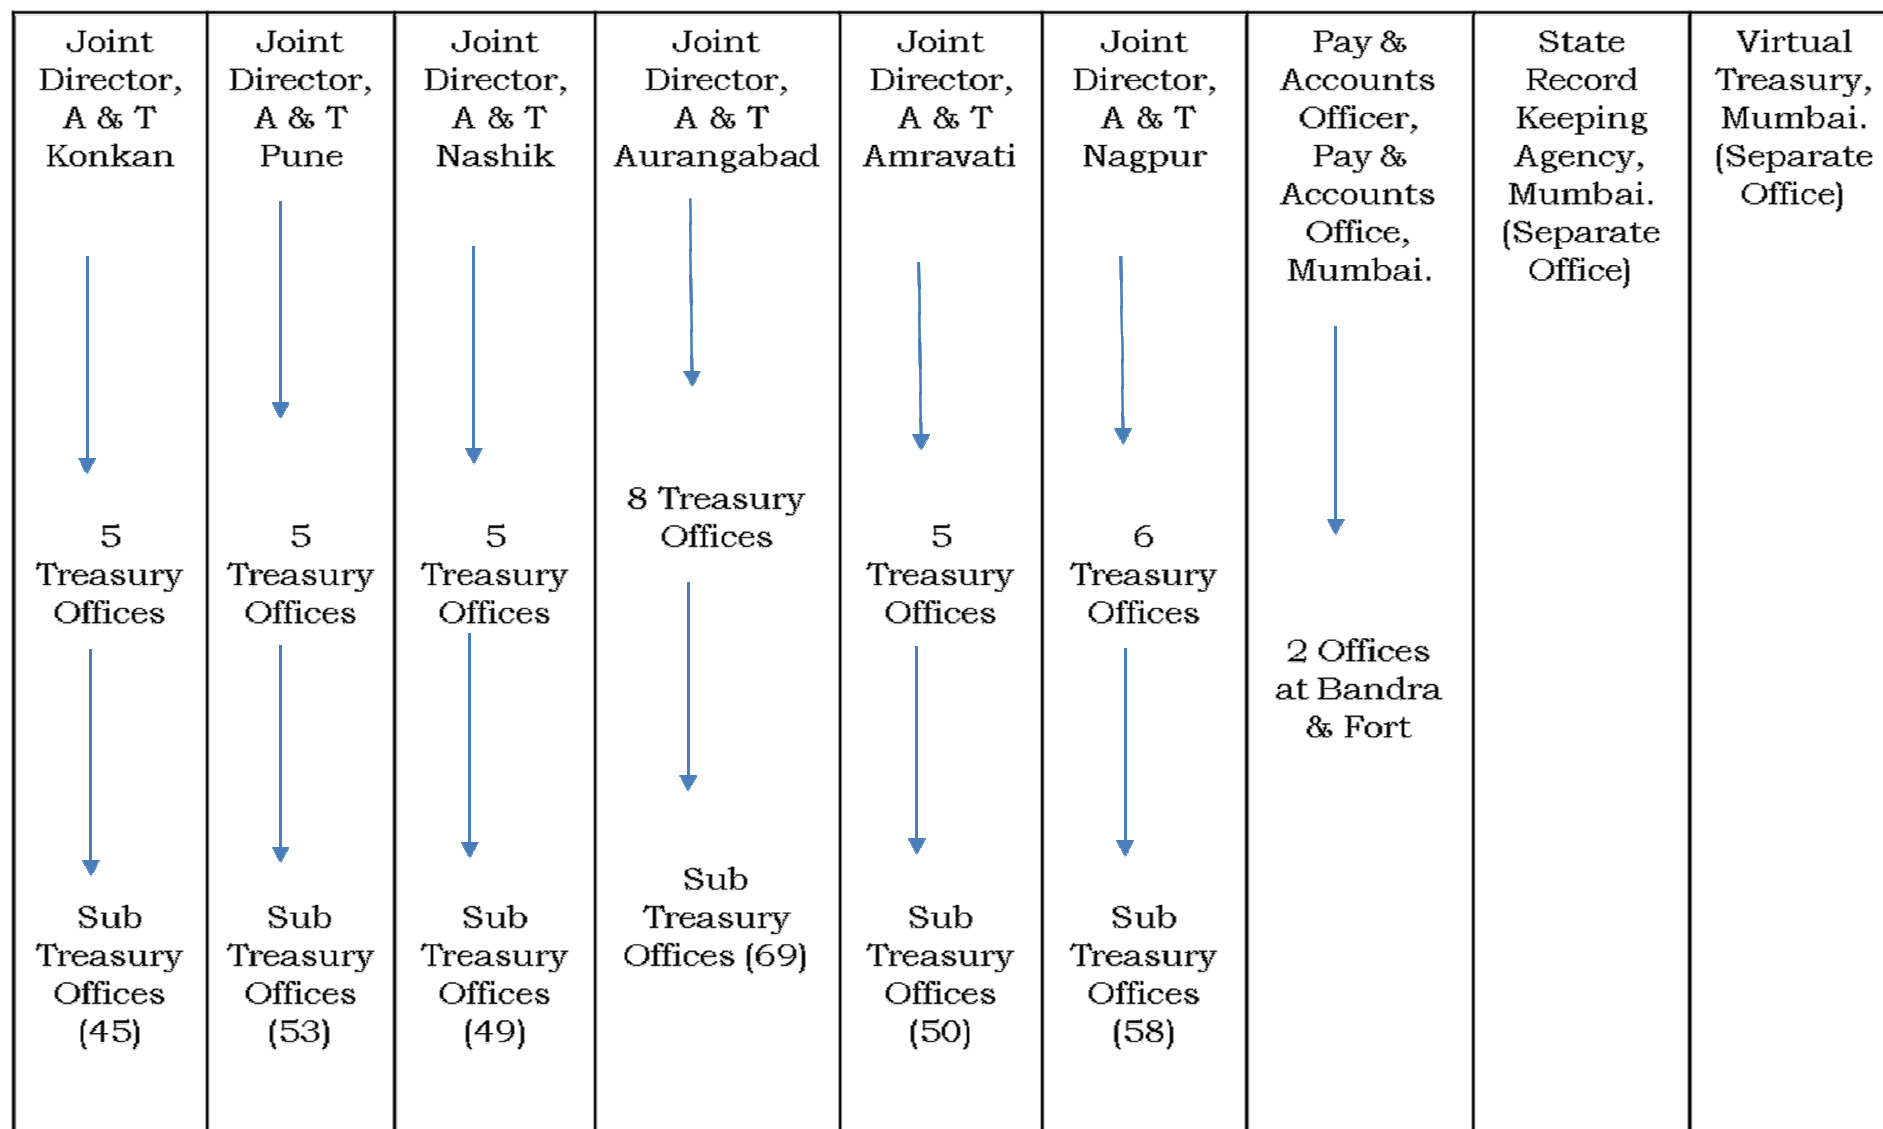 Joint
Director,
A & T
Konkan
5
Treasury
Offices
Sub
Treasury
Offices
(45)
Joint
Director,
A & T
Pune
5
Treasury
Offices
Sub
Treasury
Offices
(53)
Joint
Director,
A & T
Nashik
5
Treasury
Offices
Sub
Treasury
Offices
(49)
Joint
Director,
A & T
Aurangabad
8 Treasury
Offices
Sub
Treasury
Offices (69)
Joint
Director,
A & T
Amravati
5
Treasury
Offices
Sub
Treasury
Offices
(50)
Joint
Director,
A & T
Nagpur
6
Treasury
Offices
Sub
Treasury
Offices
(58)
Pay &
Accounts
Officer,
Pay &
Accounts
Office,
Mumbai.
2 Offices
at Bandra
& Fort
State
Record
Keeping
Agency,
Mumbai.
(Separate
Office)
Virtual
Treasury,
Mumbai.
(Separate
Office)